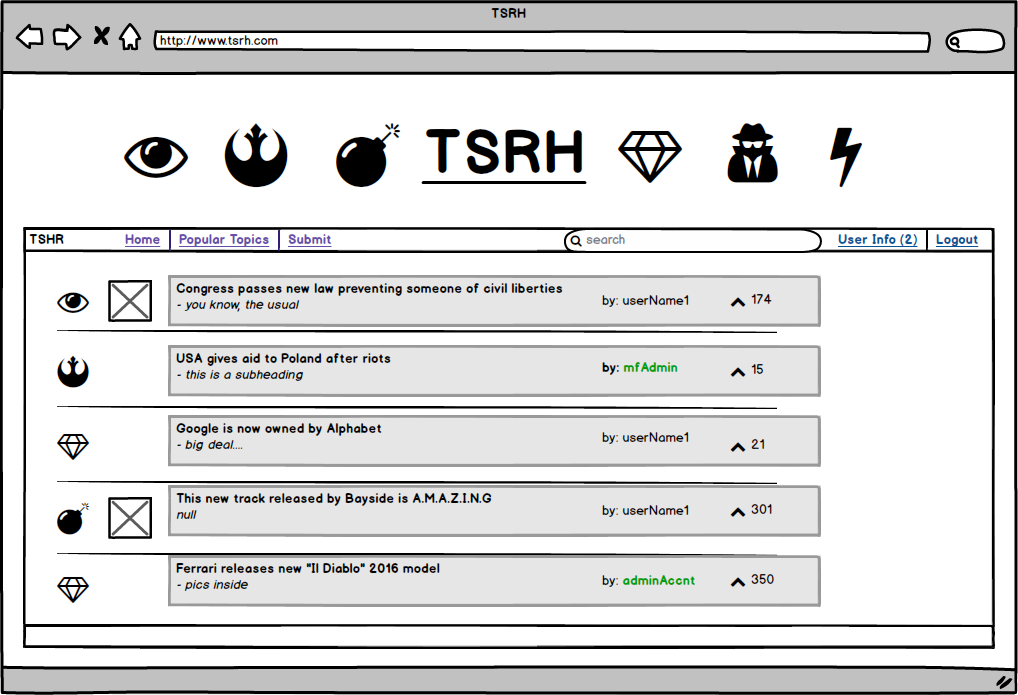 TSRH
http://www.tsrh.com
TSRH
TSHR Home Popular Topics Submit search User Info (2) Logout
Congress passes new law preventing someone of civil liberties
- you know, the usual
by: userName1 174
USA gives aid to Poland after riots
- this is a subheading
by: mfAdmin 15
Google is now owned by Alphabet
- big deal....
by: userName1 21
This new track released by Bayside is A.M.A.Z.I.N.G
null
by: userName1 301
Ferrari releases new "Il Diablo" 2016 model
- pics inside
by: adminAccnt 350